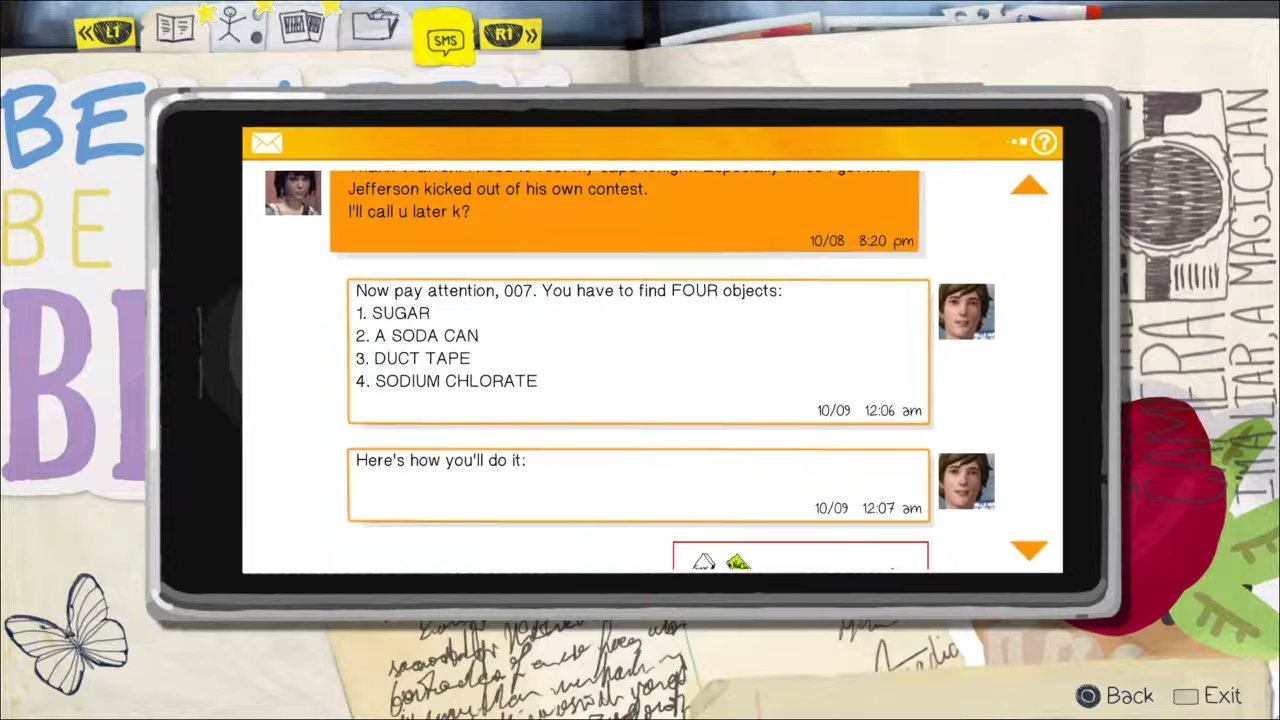 L1
SMS
R1
BE
BE
Jefferson kicked out of his own contest.
I'll call u later k?
10/08 8:20 pm
Now pay attention, 007. You have to find FOUR objects:
1. SUGAR
2. A SODA CAN
3. DUCT TAPE
4. SODIUM CHLORATE
10/09 12:06 am
Here's how you'll do it:
10/09 12:07 am
?
A MAGICIAN
Back
Exit